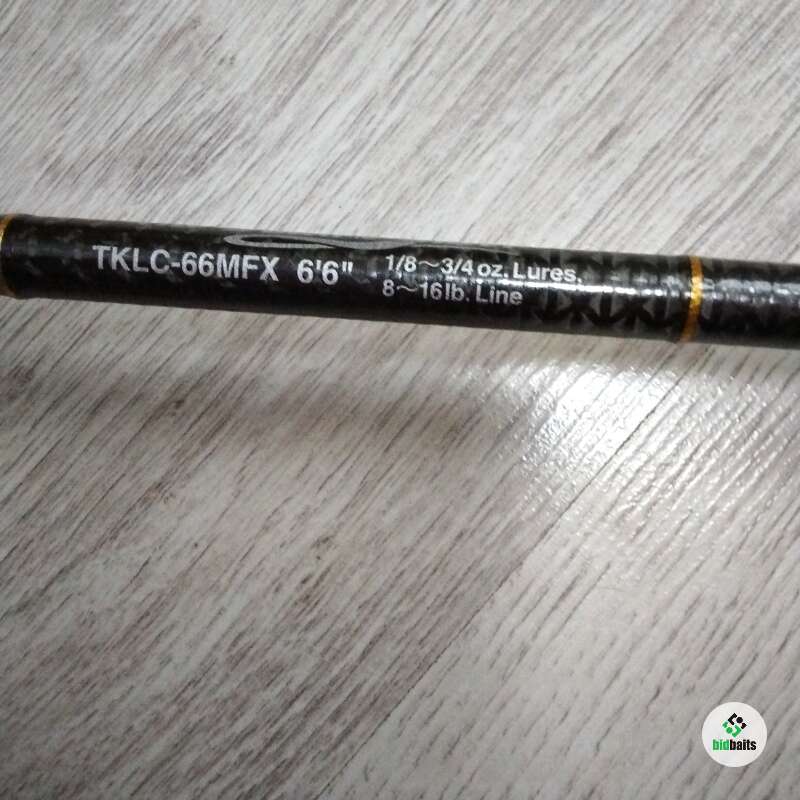 TKLC-66MFX 6'6" 1/8~3/4 oz. Lures,
8~16lb. Line
bidbaits